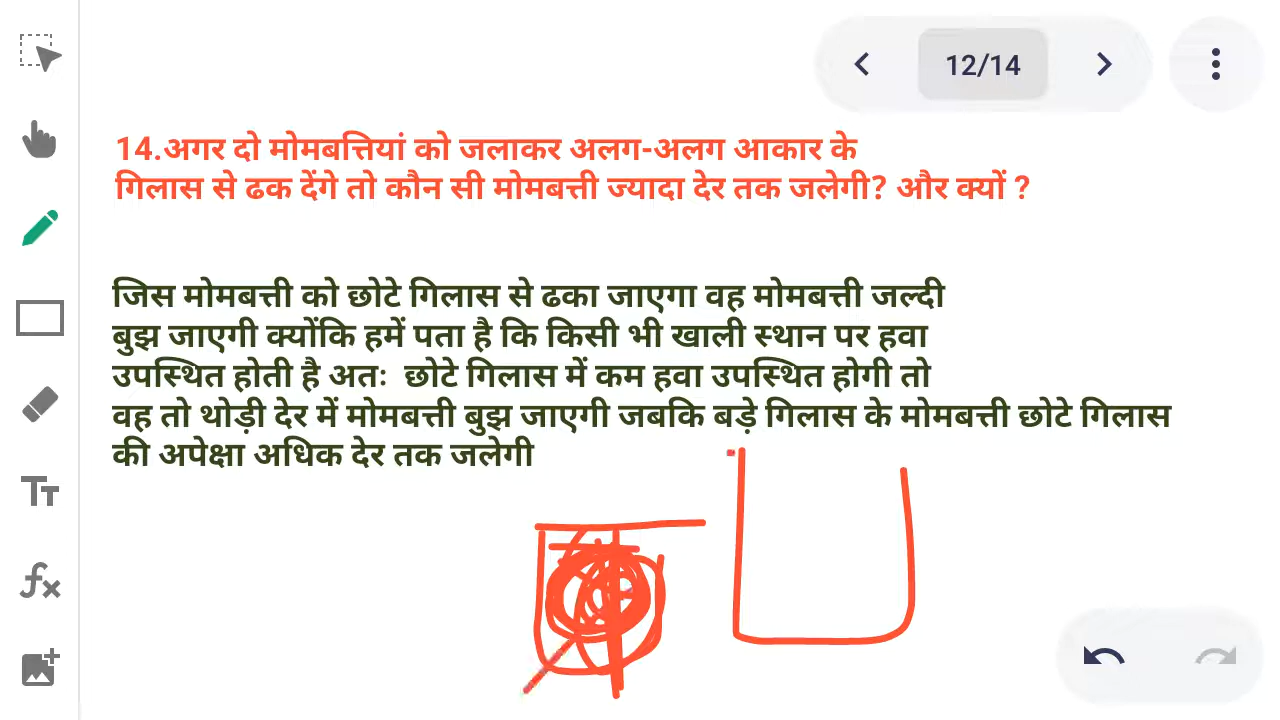 12/14
14.अगर दो मोमबत्तियां को जलाकर अलग-अलग आकार के
गिलास से ढक देंगे तो कौन सी मोमबत्ती ज्यादा देर तक जलेगी? और क्यों ?
जिस मोमबत्ती को छोटे गिलास से ढका जाएगा वह मोमबत्ती जल्दी
बुझ जाएगी क्योंकि हमें पता है कि किसी भी खाली स्थान पर हवा
उपस्थित होती है अतः छोटे गिलास में कम हवा उपस्थित होगी तो
वह तो थोड़ी देर में मोमबत्ती बुझ जाएगी जबकि बड़े गिलास के मोमबत्ती छोटे गिलास
की अपेक्षा अधिक देर तक जलेगी
TT
fx